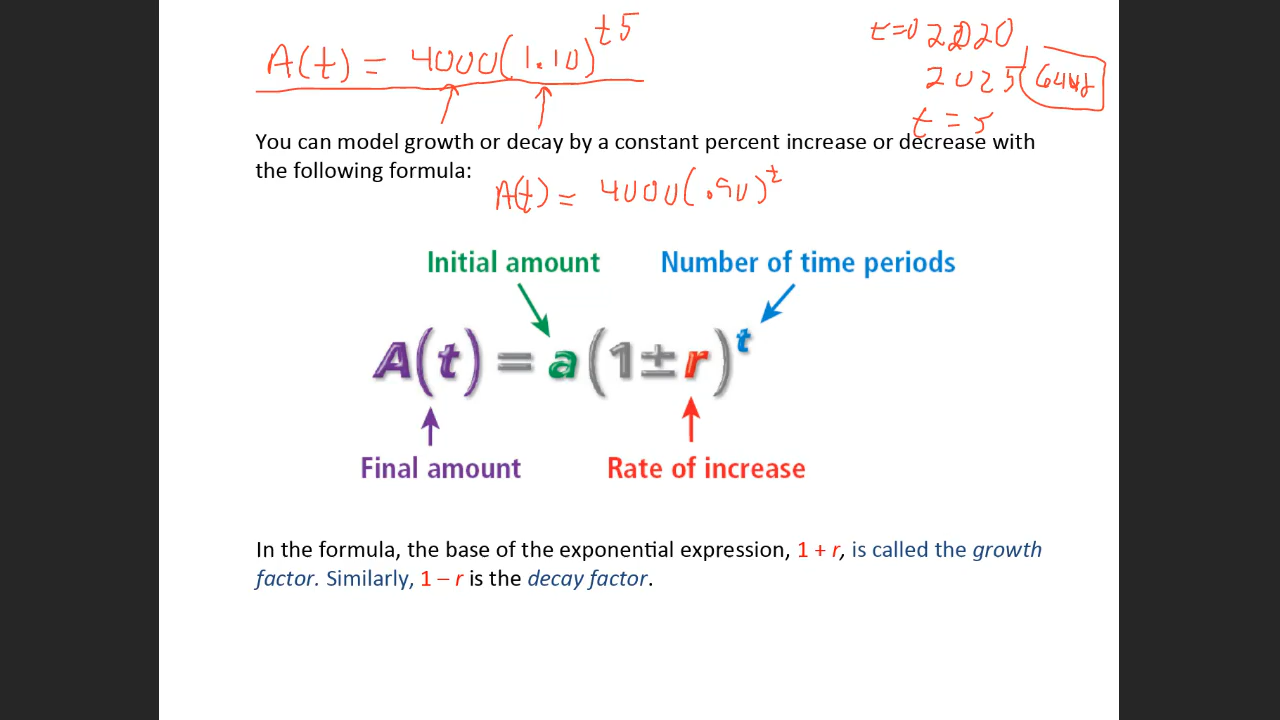 A(t) = 4000(1.10)^t 5
t=0 2020
2025
t = 5
You can model growth or decay by a constant percent increase or decrease with
the following formula:
A(t) = 4000(.90)^t
Initial amount
Number of time periods
A(t) = a(1±r)^t
Final amount
Rate of increase
In the formula, the base of the exponential expression, 1 + r, is called the growth
factor. Similarly, 1 – r is the decay factor.